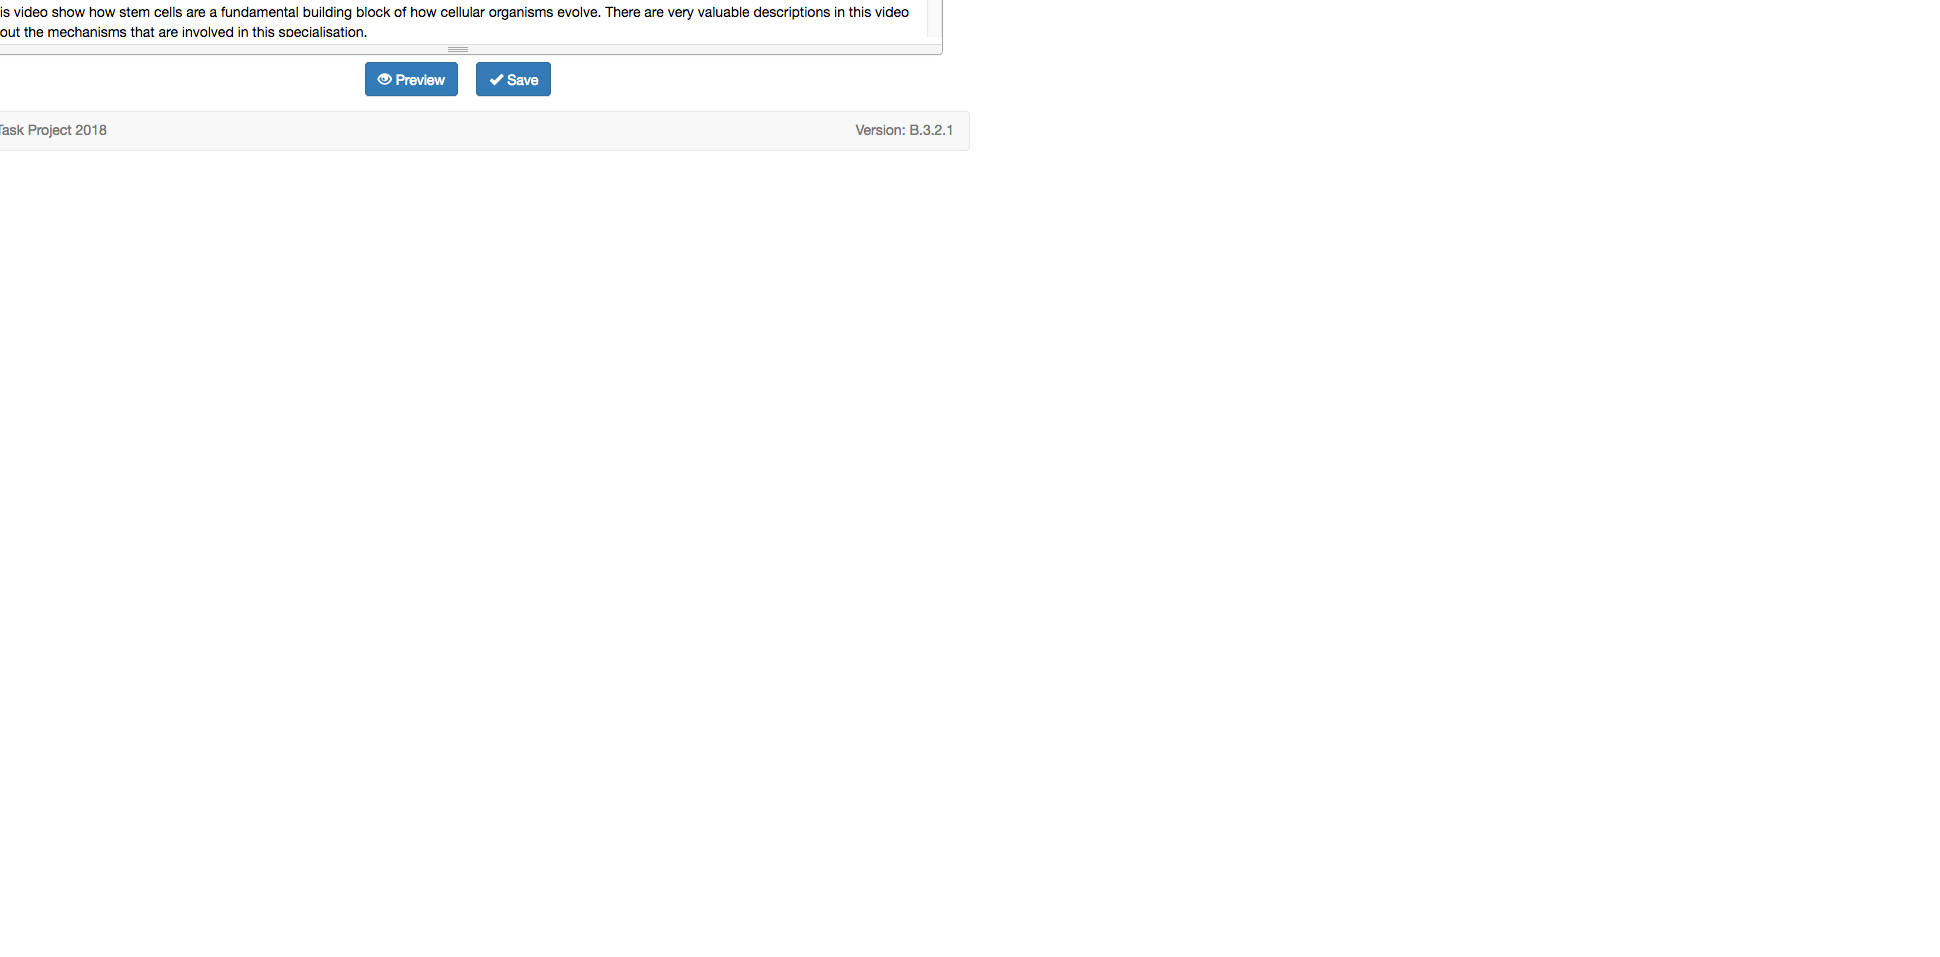 is video show how stem cells are a fundamental building block of how cellular organisms evolve. There are very valuable descriptions in this video
out the mechanisms that are involved in this specialisation.
Preview Save
Task Project 2018 Version: B.3.2.1